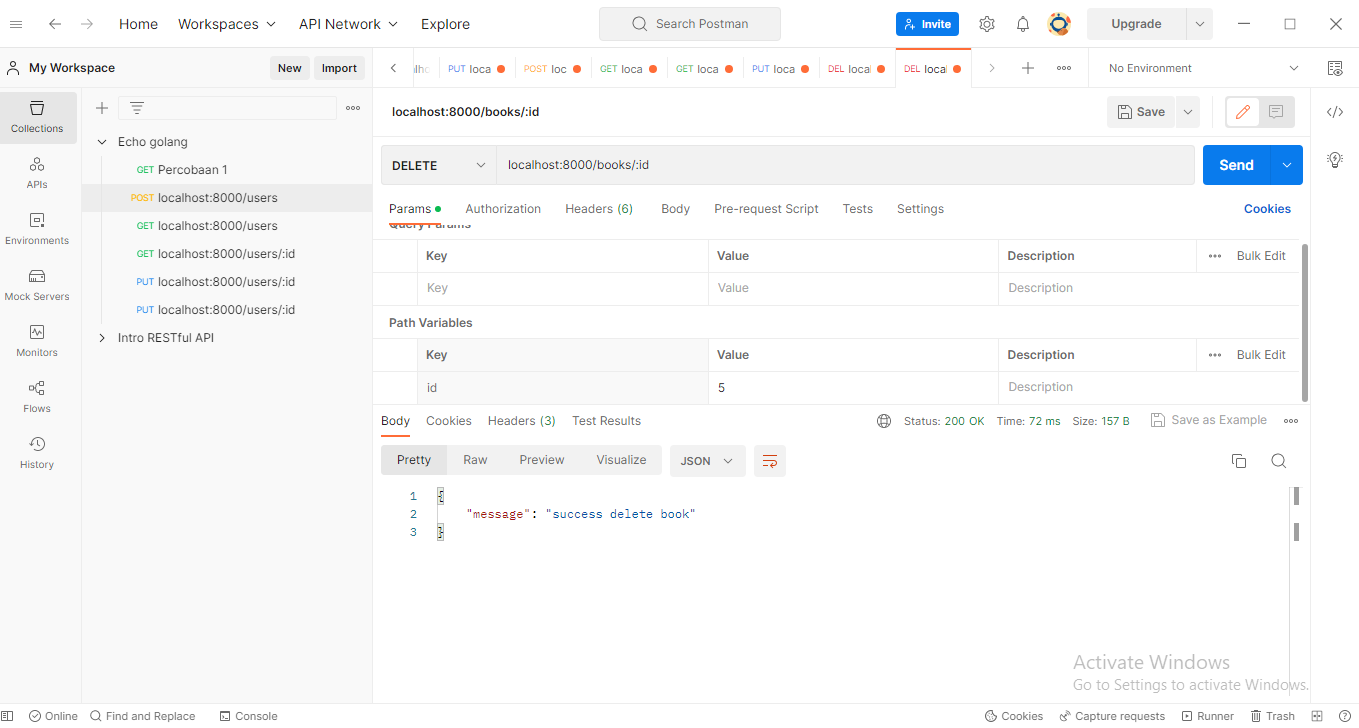 Home Workspaces API Network Explore Search Postman Invite Upgrade
My Workspace New Import
PUT loca POST loc GET loca GET loca PUT loca DEL local DEL local No Environment
Collections
APIs
Environments
Mock Servers
Monitors
Flows
History
Echo golang
GET Percobaan 1
POST localhost:8000/users
GET localhost:8000/users
GET localhost:8000/users/:id
PUT localhost:8000/users/:id
PUT localhost:8000/users/:id
Intro RESTful API
localhost:8000/books/:id Save
DELETE localhost:8000/books/:id Send
Params Authorization Headers (6) Body Pre-request Script Tests Settings Cookies
Query Params
Key Value Description Bulk Edit
Key Value Description
Path Variables
Key Value Description Bulk Edit
id 5 Description
Body Cookies Headers (3) Test Results Status: 200 OK Time: 72 ms Size: 157 B Save as Example
Pretty Raw Preview Visualize JSON
1 {
2 "message": "success delete book"
3 }
Activate Windows
Go to Settings to activate Windows.
Online Find and Replace Console Cookies Capture requests Runner Trash